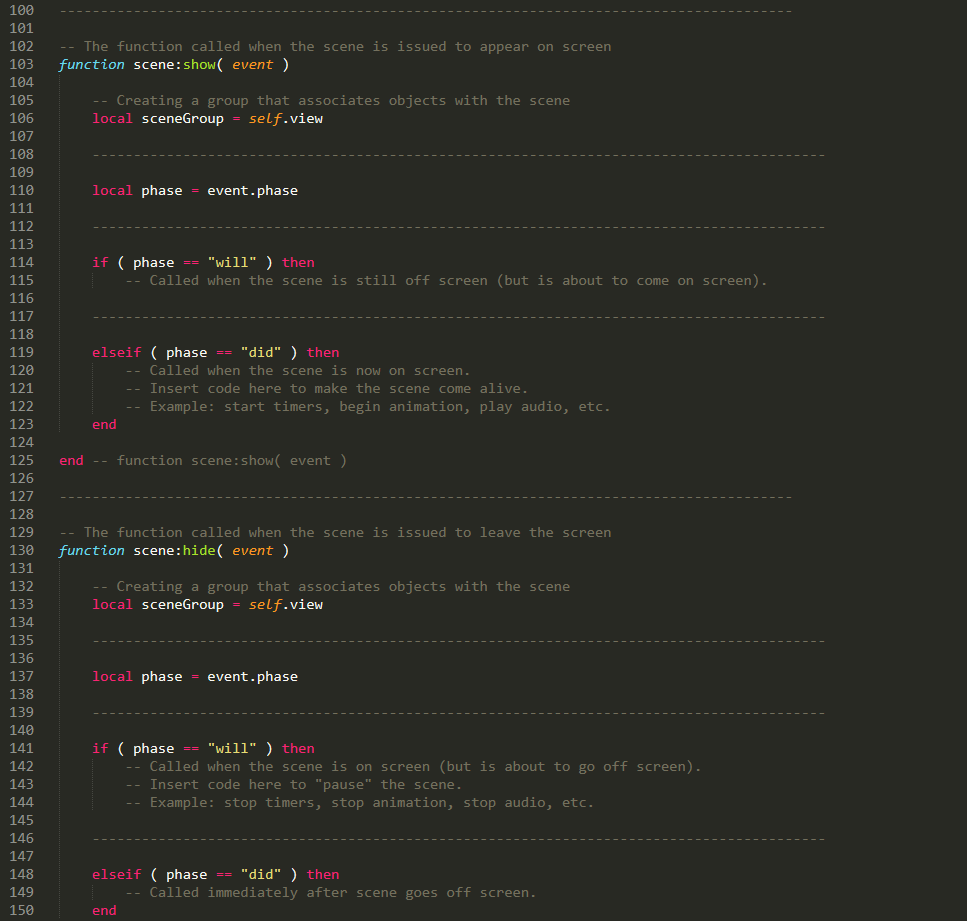 100 -----------------------------------------------------------------------------------------
101
102 -- The function called when the scene is issued to appear on screen
103 function scene:show( event )
104
105     -- Creating a group that associates objects with the scene
106     local sceneGroup = self.view
107
108     -----------------------------------------------------------------------------------------
109
110     local phase = event.phase
111
112     -----------------------------------------------------------------------------------------
113
114     if ( phase == "will" ) then
115         -- Called when the scene is still off screen (but is about to come on screen).
116
117     -----------------------------------------------------------------------------------------
118
119     elseif ( phase == "did" ) then
120         -- Called when the scene is now on screen.
121         -- Insert code here to make the scene come alive.
122         -- Example: start timers, begin animation, play audio, etc.
123     end
124
125 end -- function scene:show( event )
126
127 -----------------------------------------------------------------------------------------
128
129 -- The function called when the scene is issued to leave the screen
130 function scene:hide( event )
131
132     -- Creating a group that associates objects with the scene
133     local sceneGroup = self.view
134
135     -----------------------------------------------------------------------------------------
136
137     local phase = event.phase
138
139     -----------------------------------------------------------------------------------------
140
141     if ( phase == "will" ) then
142         -- Called when the scene is on screen (but is about to go off screen).
143         -- Insert code here to "pause" the scene.
144         -- Example: stop timers, stop animation, stop audio, etc.
145
146     -----------------------------------------------------------------------------------------
147
148     elseif ( phase == "did" ) then
149         -- Called immediately after scene goes off screen.
150     end